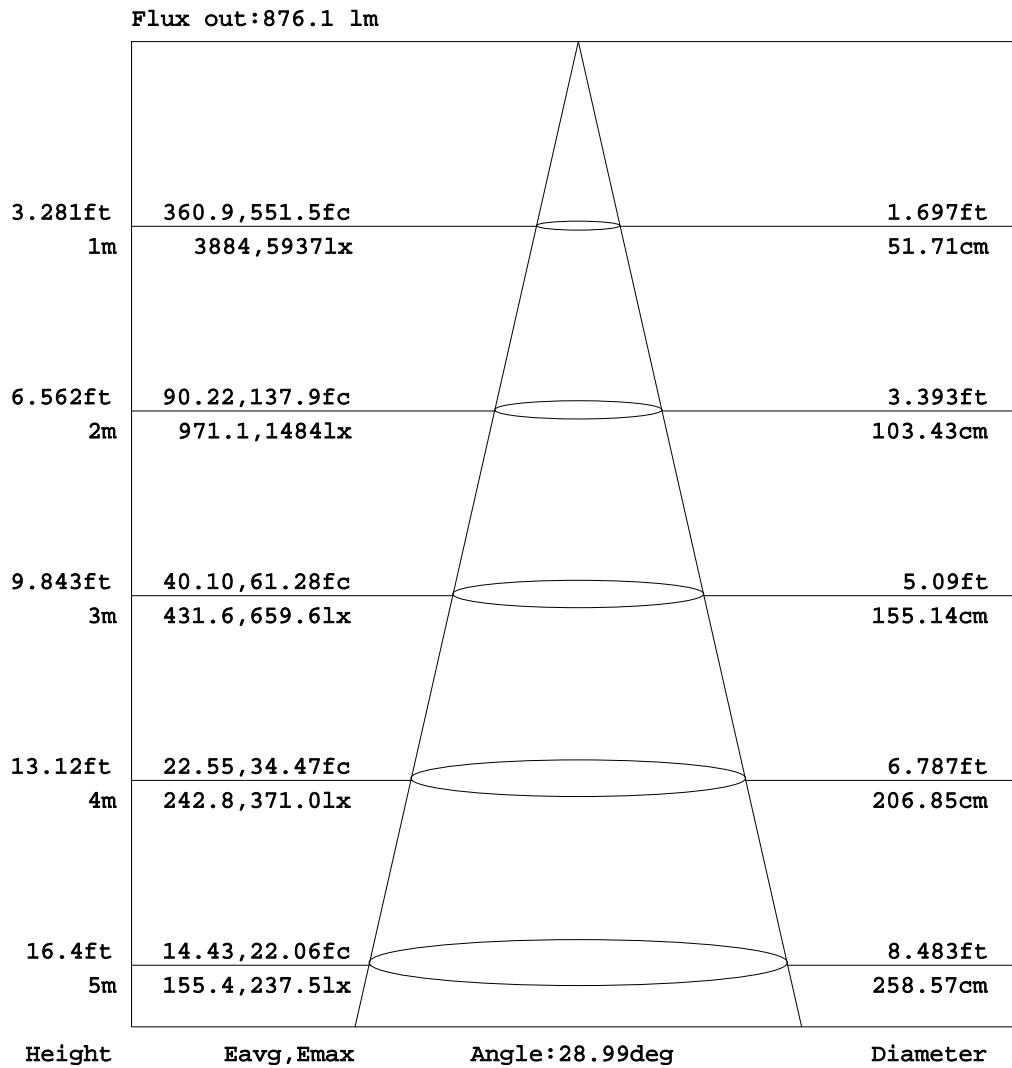 Flux out:876.1 lm
3.281ft 360.9,551.5fc 1.697ft
1m 3884,5937lx 51.71cm
6.562ft 90.22,137.9fc 3.393ft
2m 971.1,1484lx 103.43cm
9.843ft 40.10,61.28fc 5.09ft
3m 431.6,659.6lx 155.14cm
13.12ft 22.55,34.47fc 6.787ft
4m 242.8,371.0lx 206.85cm
16.4ft 14.43,22.06fc 8.483ft
5m 155.4,237.5lx 258.57cm
Height Eavg,Emax Angle:28.99deg Diameter